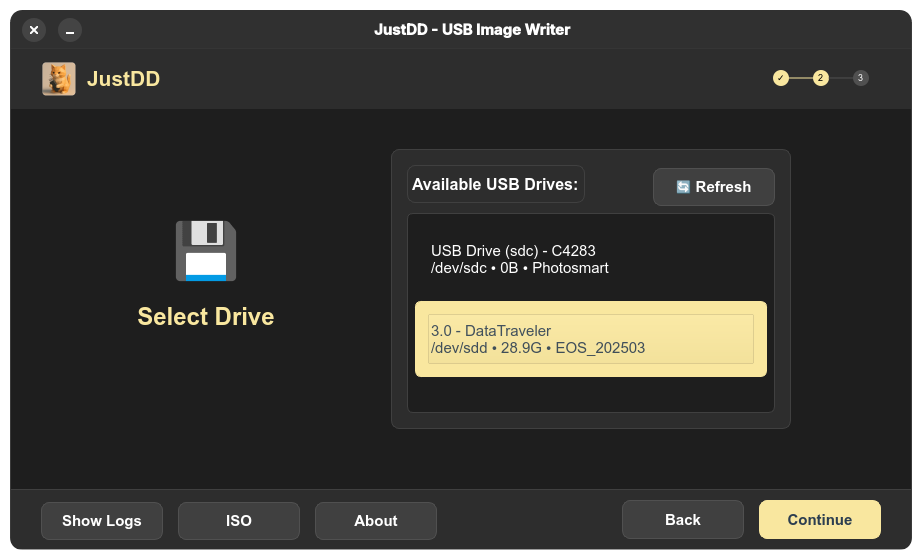 JustDD - USB Image Writer
JustDD
✓ 2 3
Available USB Drives:
Refresh
USB Drive (sdc) - C4283
/dev/sdc • 0B • Photosmart
Select Drive
3.0 - DataTraveler
/dev/sdd • 28.9G • EOS_202503
Show Logs
ISO
About
Back
Continue